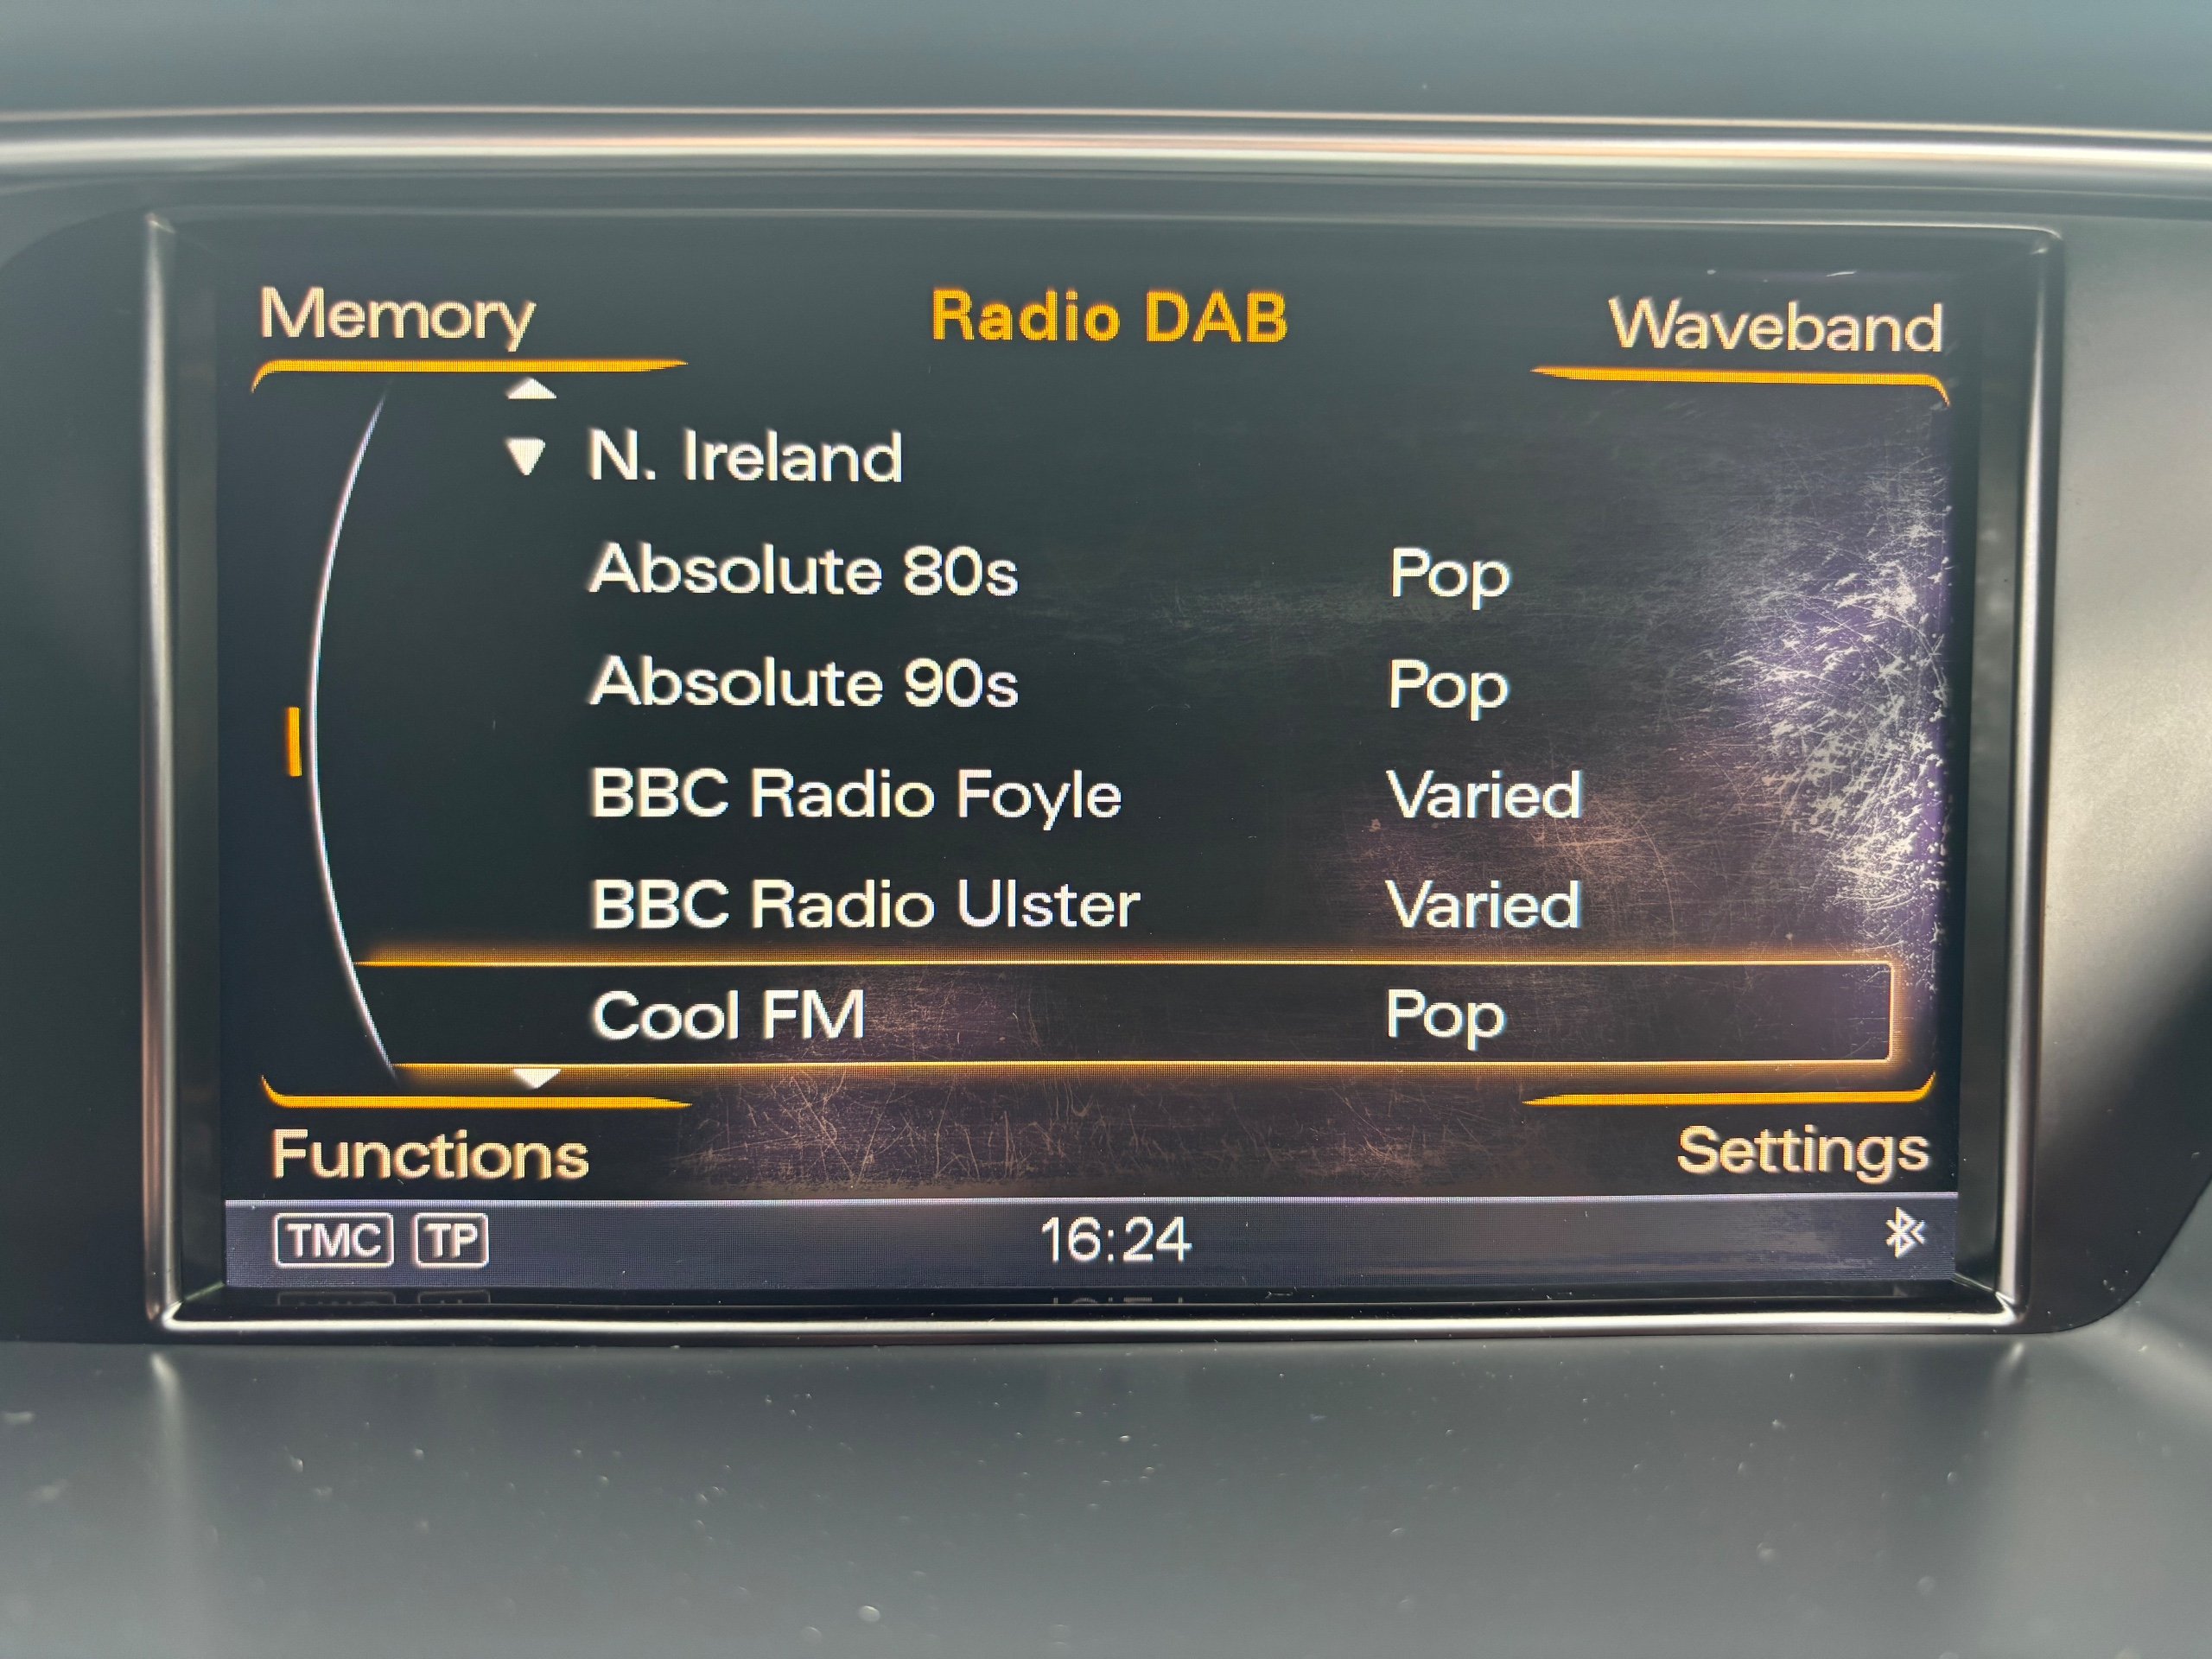 Memory Radio DAB Waveband
N. Ireland
Absolute 80s Pop
Absolute 90s Pop
BBC Radio Foyle Varied
BBC Radio Ulster Varied
Cool FM Pop
Functions Settings
TMC TP 16:24